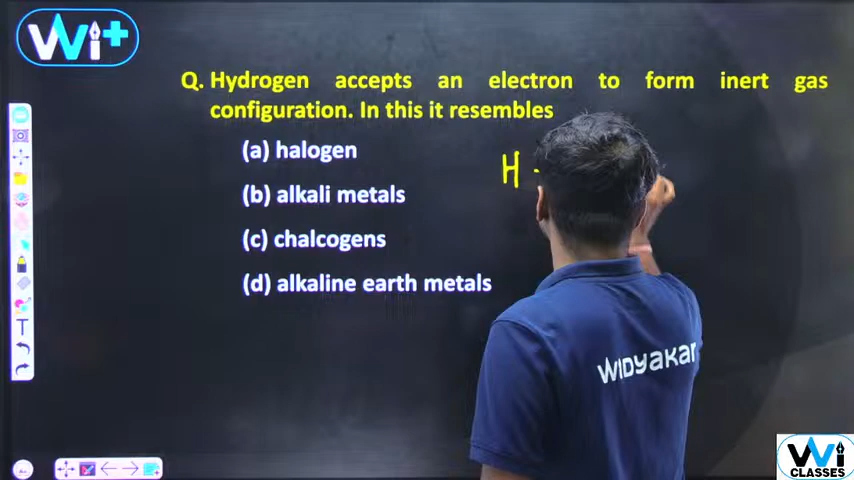 Wi+
Q. Hydrogen accepts an electron to form inert gas
configuration. In this it resembles
(a) halogen
(b) alkali metals
(c) chalcogens
(d) alkaline earth metals
H -
WIDyakar
T
Wi
CLASSES